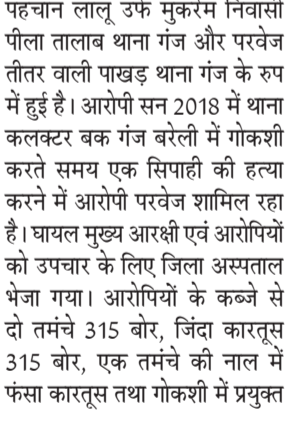 पहचान लालू उर्फ मुकर्रम निवासी
पीला तालाब थाना गंज और परवेज
तीतर वाली पाखड़ थाना गंज के रुप
में हुई है। आरोपी सन 2018 में थाना
कलक्टर बक गंज बरेली में गोकशी
करते समय एक सिपाही की हत्या
करने में आरोपी परवेज शामिल रहा
है। घायल मुख्य आरक्षी एवं आरोपियों
को उपचार के लिए जिला अस्पताल
भेजा गया। आरोपियों के कब्जे से
दो तमंचे 315 बोर, जिंदा कारतूस
315 बोर, एक तमंचे की नाल में
फंसा कारतूस तथा गोकशी में प्रयुक्त